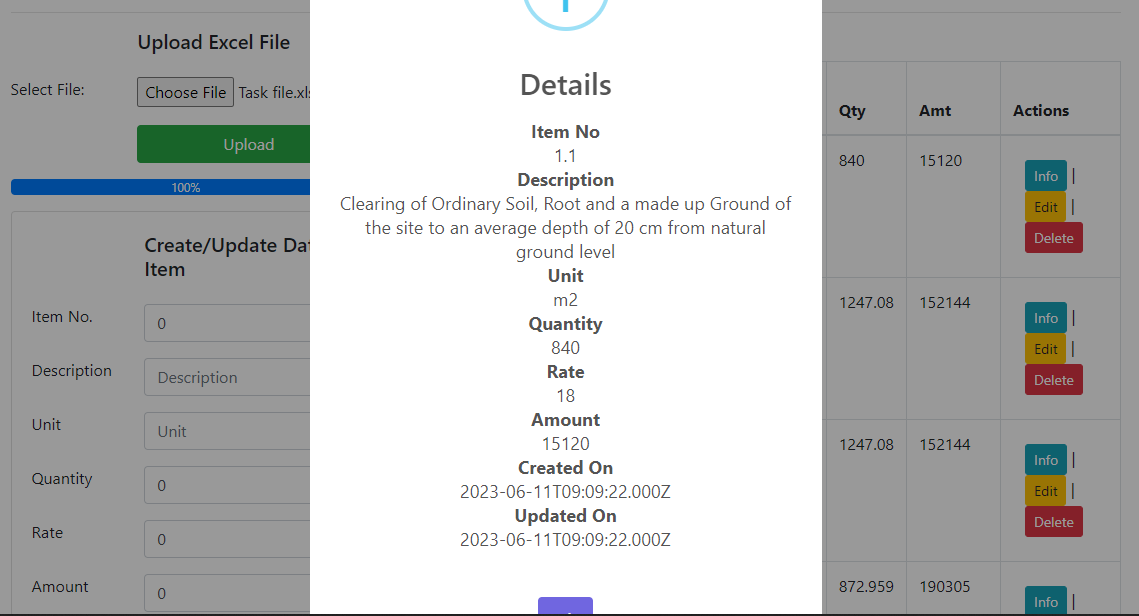 Upload Excel File
Select File:
Choose File Task file.xls
Upload
100%
Create/Update Dat
Item
Item No.
0
Description
Description
Unit
Unit
Quantity
0
Rate
0
Amount
0
Details
Item No
1.1
Description
Clearing of Ordinary Soil, Root and a made up Ground of
the site to an average depth of 20 cm from natural
ground level
Unit
m2
Quantity
840
Rate
18
Amount
15120
Created On
2023-06-11T09:09:22.000Z
Updated On
2023-06-11T09:09:22.000Z
Qty Amt Actions
840 15120
Info |
Edit |
Delete
1247.08 152144
Info |
Edit |
Delete
1247.08 152144
Info |
Edit |
Delete
872.959 190305
Info |